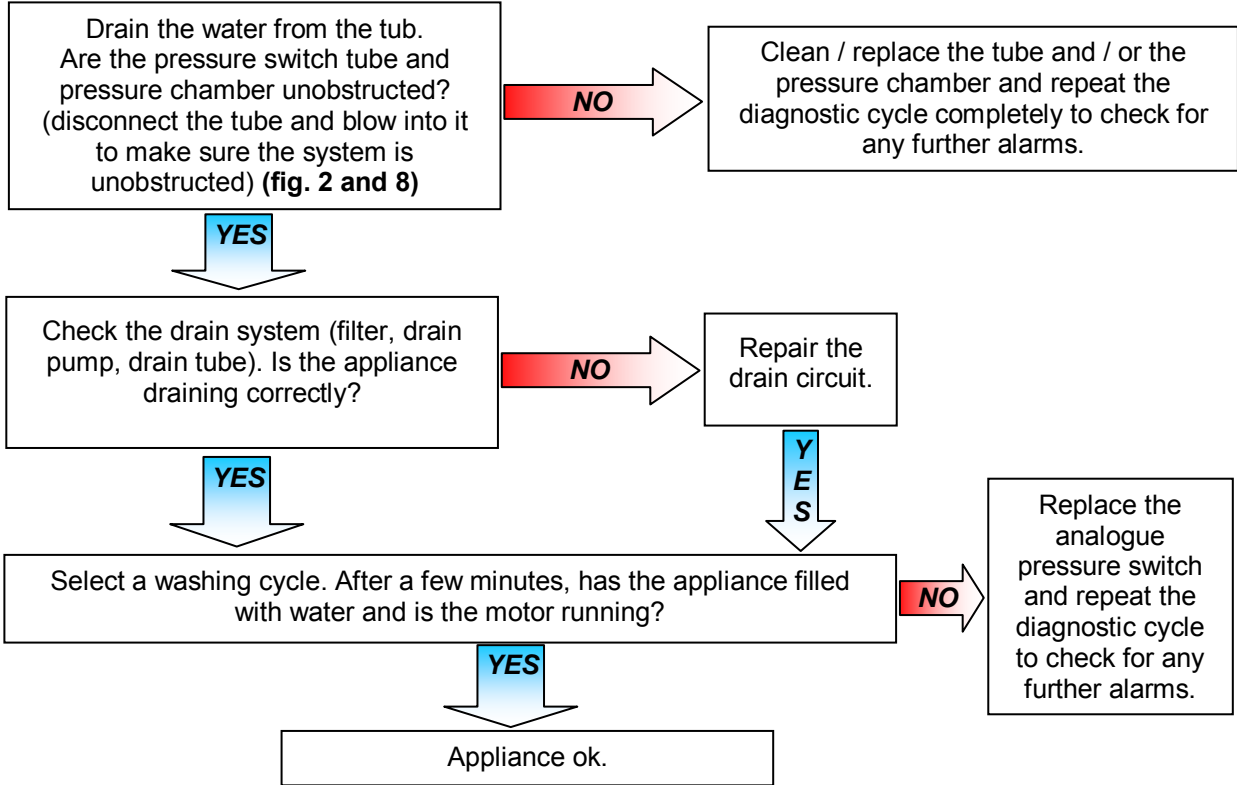 Drain the water from the tub.
Are the pressure switch tube and
pressure chamber unobstructed?
(disconnect the tube and blow into it
to make sure the system is
unobstructed) (fig. 2 and 8)
NO
Clean / replace the tube and / or the
pressure chamber and repeat the
diagnostic cycle completely to check for
any further alarms.
YES
Check the drain system (filter, drain
pump, drain tube). Is the appliance
draining correctly?
NO
Repair the
drain circuit.
YES
Y
E
S
Select a washing cycle. After a few minutes, has the appliance filled
with water and is the motor running?
NO
Replace the
analogue
pressure switch
and repeat the
diagnostic cycle
to check for any
further alarms.
YES
Appliance ok.